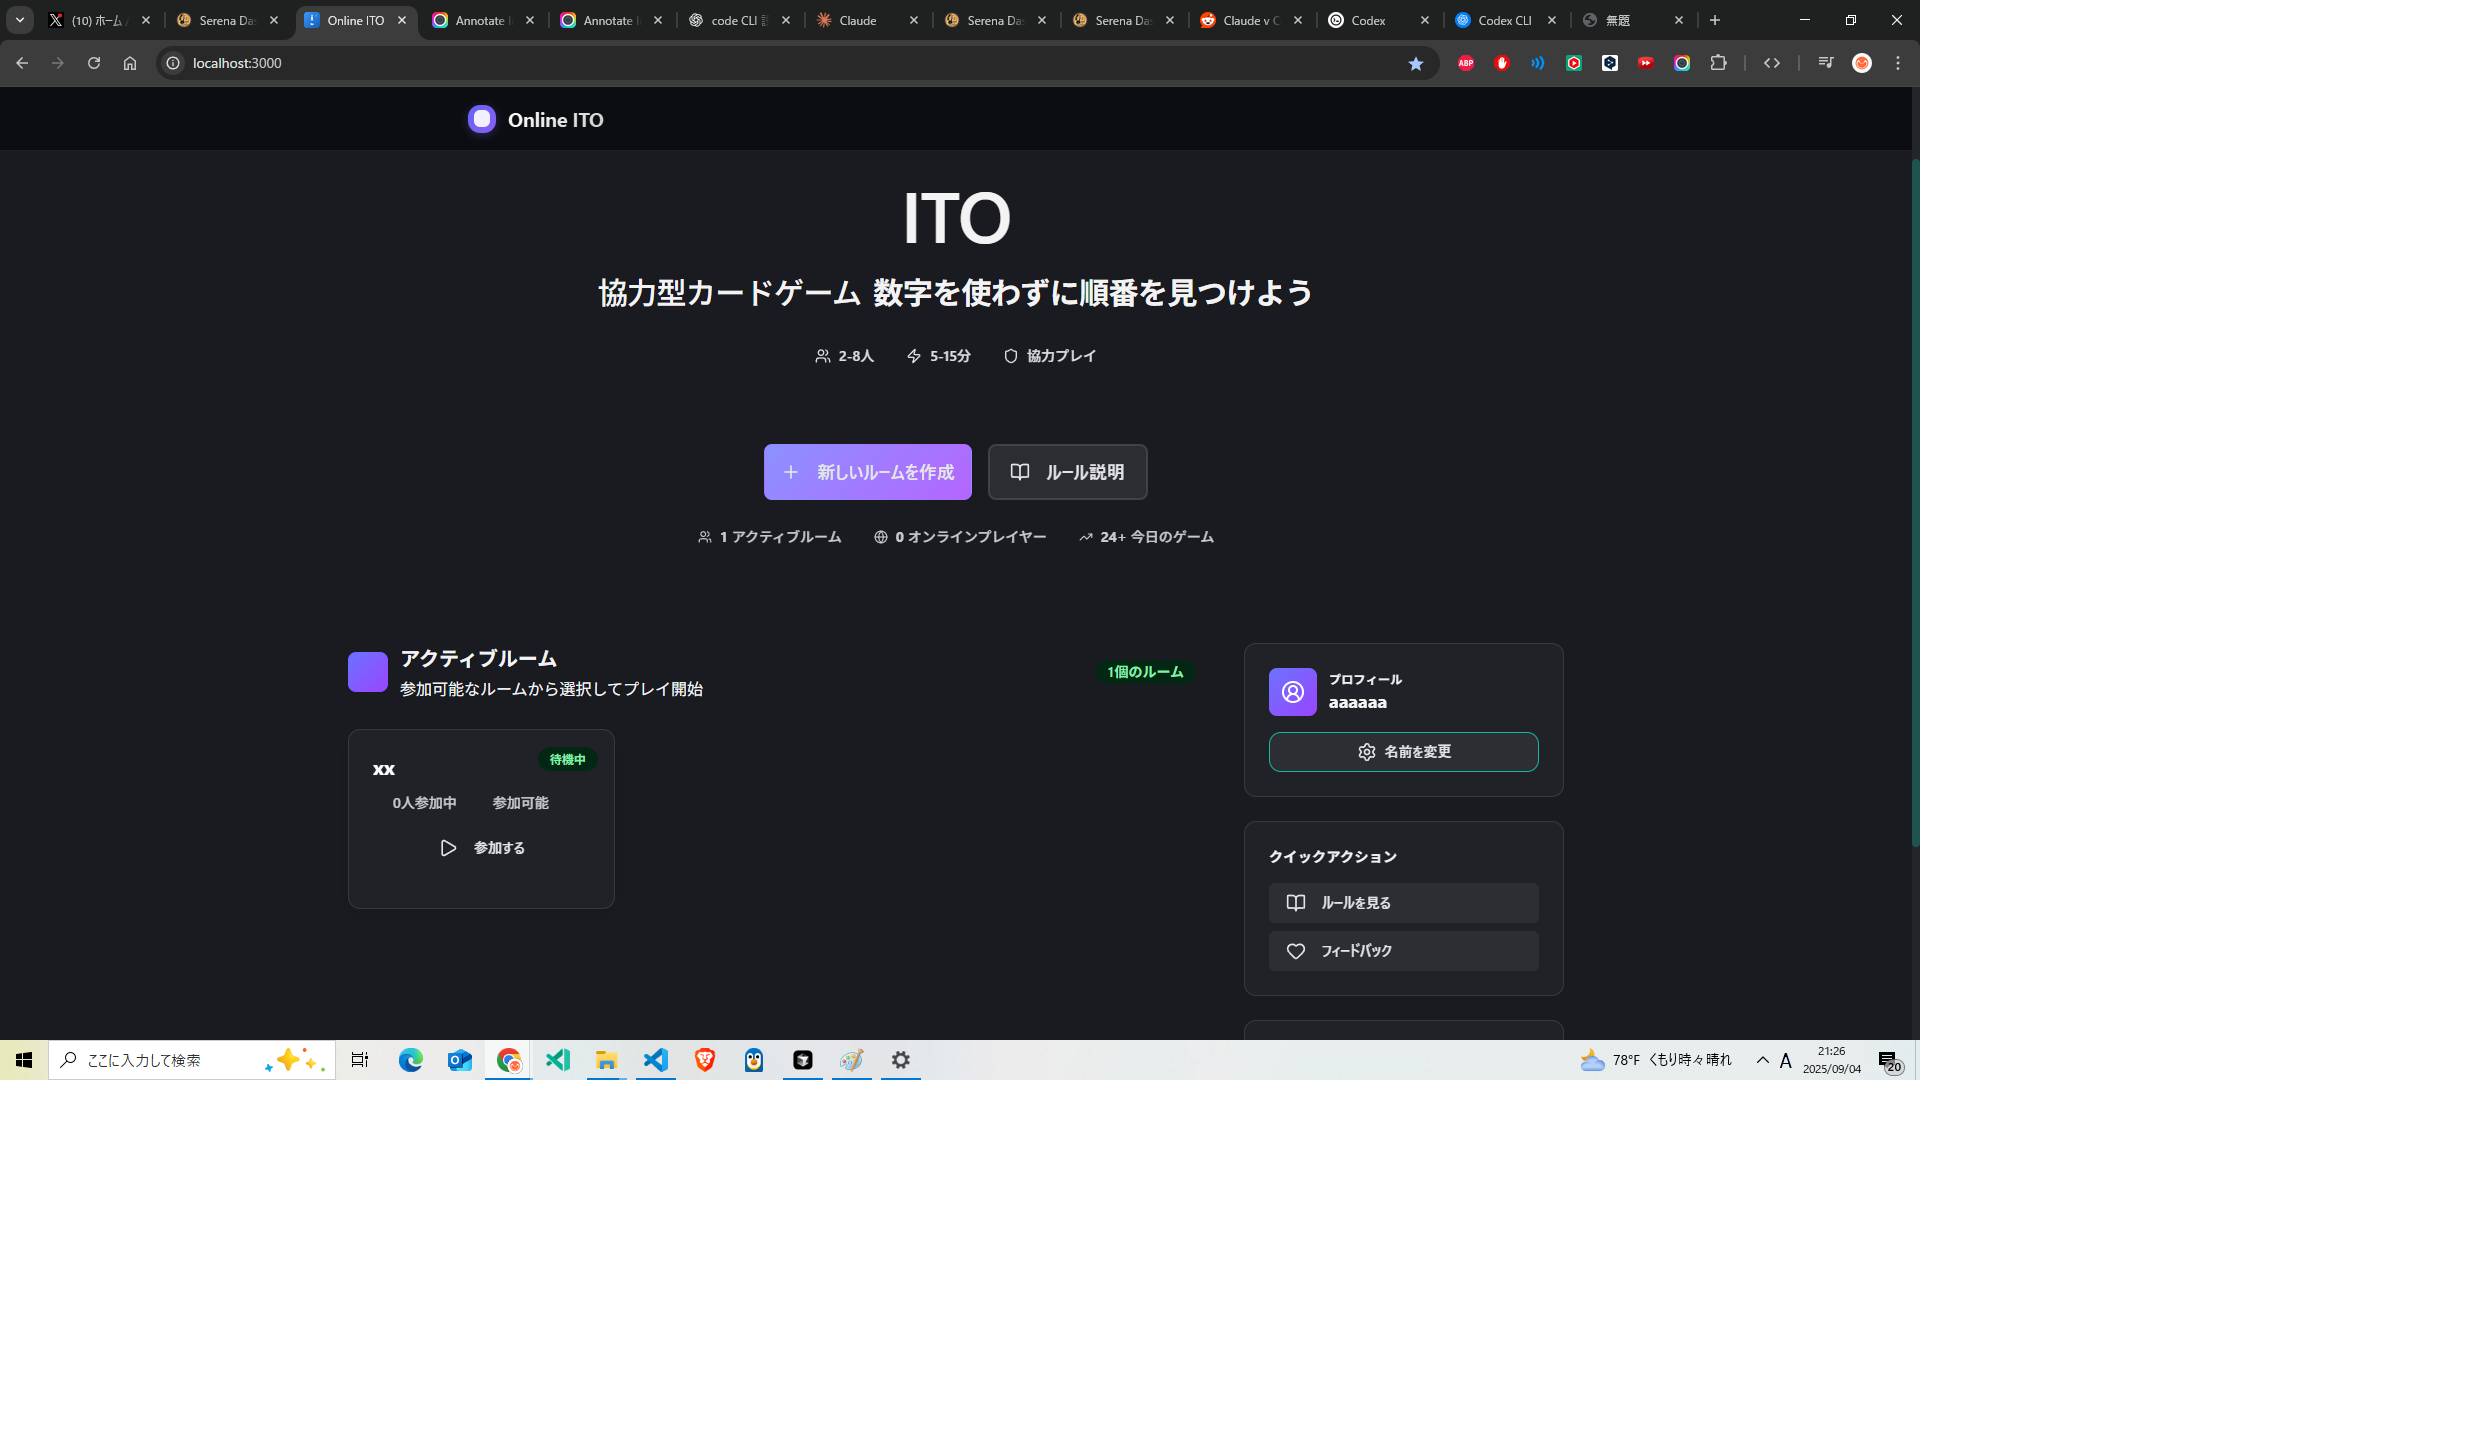 (10) ホーム /
Serena Das
Online ITO
Annotate I
Annotate I
code CLI 
Claude
Serena Das
Serena Das
Claude v C
Codex
Codex CLI
無題
localhost:3000
ABP
Online ITO
ITO
協力型カードゲーム 数字を使わずに順番を見つけよう
2-8人 5-15分 協力プレイ
新しいルームを作成 ルール説明
1 アクティブルーム 0 オンラインプレイヤー 24+ 今日のゲーム
アクティブルーム
参加可能なルームから選択してプレイ開始
1個のルーム
xx
待機中
0人参加中 参加可能
参加する
プロフィール
aaaaaa
名前を変更
クイックアクション
ルールを見る
フィードバック
ここに入力して検索
78°F くもり時々晴れ
A
21:26
2025/09/04
20